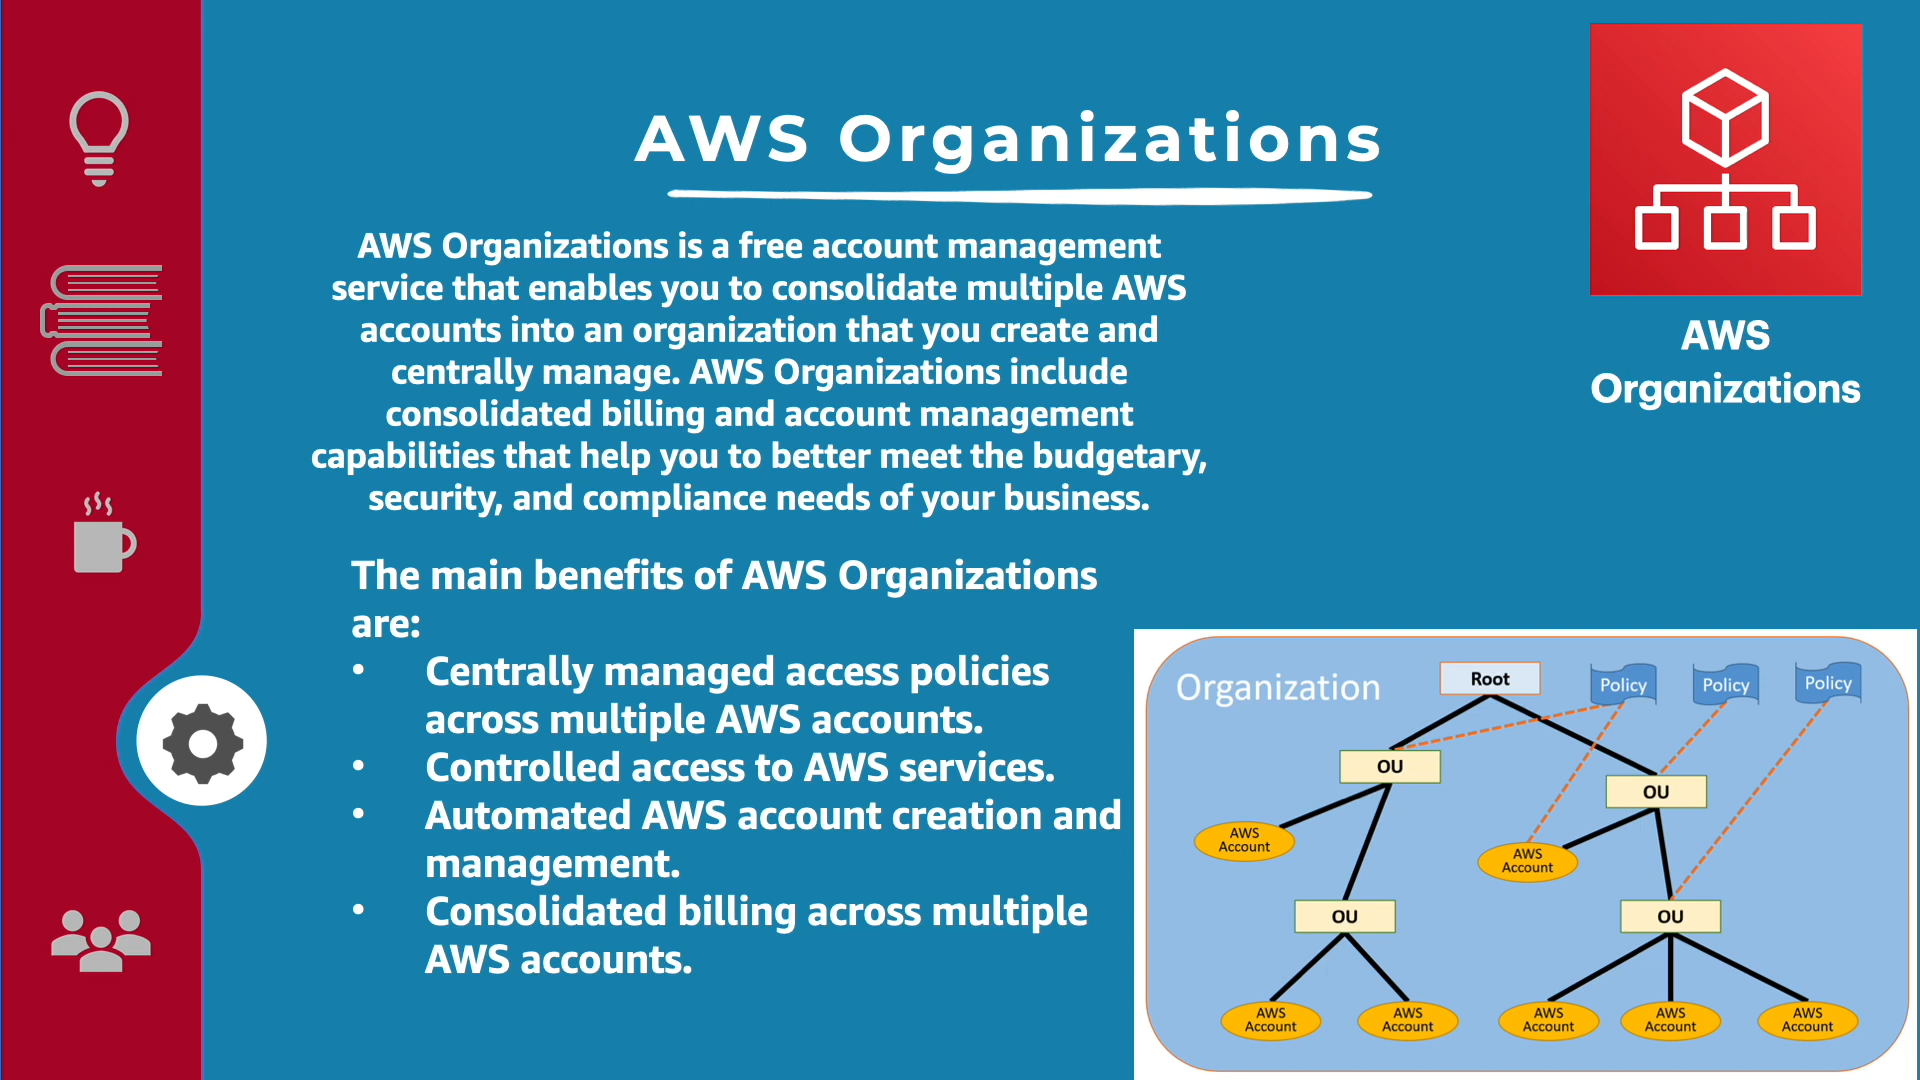 AWS Organizations
AWS Organizations is a free account management
service that enables you to consolidate multiple AWS
accounts into an organization that you create and
centrally manage. AWS Organizations include
consolidated billing and account management
capabilities that help you to better meet the budgetary,
security, and compliance needs of your business.
AWS
Organizations
The main benefits of AWS Organizations
are:
• Centrally managed access policies
across multiple AWS accounts.
• Controlled access to AWS services.
• Automated AWS account creation and
management.
• Consolidated billing across multiple
AWS accounts.
Organization
Root
Policy
Policy
Policy
OU
OU
AWS
Account
AWS
Account
OU
OU
AWS
Account
AWS
Account
AWS
Account
AWS
Account
AWS
Account